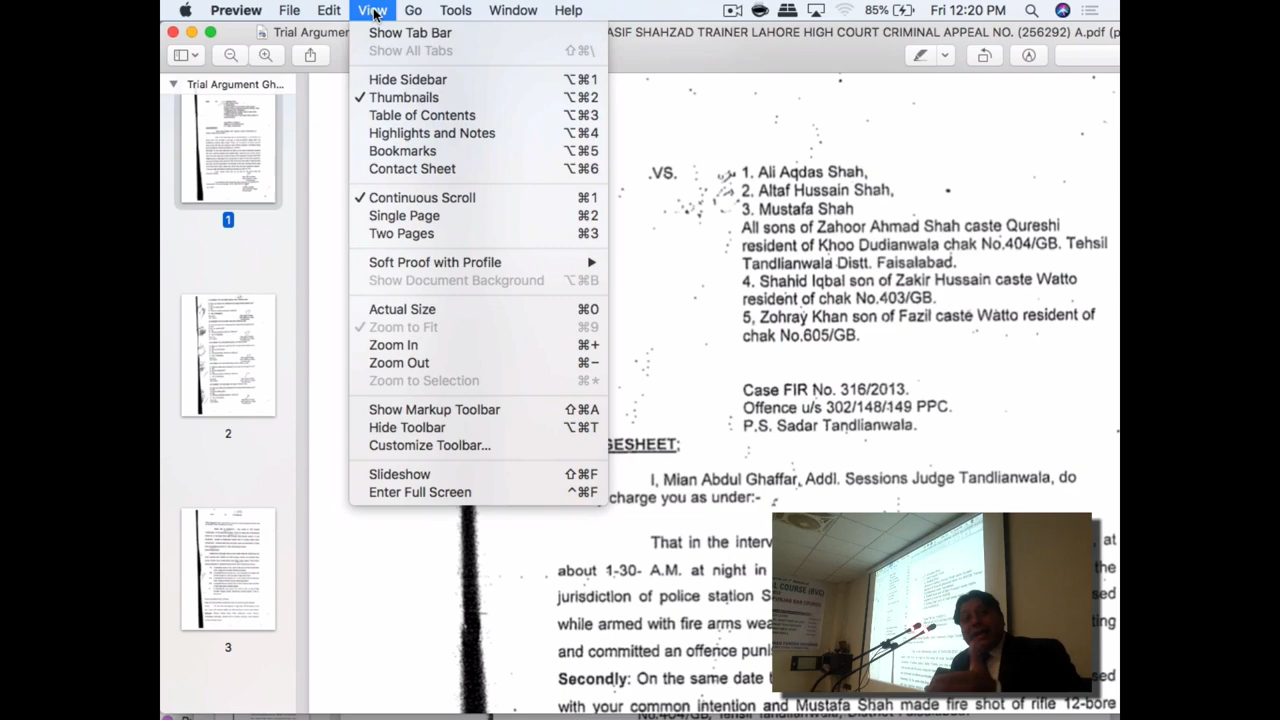 Preview File Edit View Go Tools Window Help 85% Fri 12:20 PM
Trial Argumen
ASIF SHAHZAD TRAINER LAHORE HIGH COURT CRIMINAL APPEAL NO. (256292) A.pdf (p
Trial Argument Gh...
1
2
3
Show Tab Bar
Show All Tabs ⇧⌘\
Hide Sidebar ⌥⌘1
✓ Thumbnails ⌥⌘2
Table of Contents ⌥⌘3
Highlights and Notes ⌥⌘4
Bookmarks ⌥⌘5
Contact Sheet ⌥⌘6
✓ Continuous Scroll ⌘1
Single Page ⌘2
Two Pages ⌘3
Soft Proof with Profile ▶
Show Document Background ⌥⌘B
Actual Size ⌘0
✓ Zoom to Fit ⌘9
Zoom In ⌘+
Zoom Out ⌘−
Zoom to Selection ⌘*
Show Markup Toolbar ⇧⌘A
Hide Toolbar ⌥⌘T
Customize Toolbar...
Slideshow ⇧⌘F
Enter Full Screen ^⌘F
.VS. 1. Ali Aqdas Shah,
2. Altaf Hussain Shah,
3. Mustafa Shah
All sons of Zahoor Ahmad Shah caste Qureshi
resident of Khoo Dudianwala chak No.404/GB. Tehsil
Tandlianwala Distt. Faisalabad.
4. Shahid Iqbal son of Zakir Hussain caste Watto
resident of chak No.403/GB.
5, Zohray Khan son of Fazil caste Watto resident of
chak No.605/GB.
Case FIR No. 316/2013.
Offence u/s 302/148/149 PPC.
P.S. Sadar Tandlianwala.
GESHEET;
I, Mian Abdul Ghaffar, Addl. Sessions Judge Tandlianwala, do
charge you as under:-
That in the interv at
about 1-30- A.M. at night in the
jurisdiction of police station S sed
while armed with fire arms wea ting
and committed an offence puni
Secondly: On the same date t sed
with your common intention and Mustafa Shah made fire shot of rifle 12-bore
L COURSE (BVC)